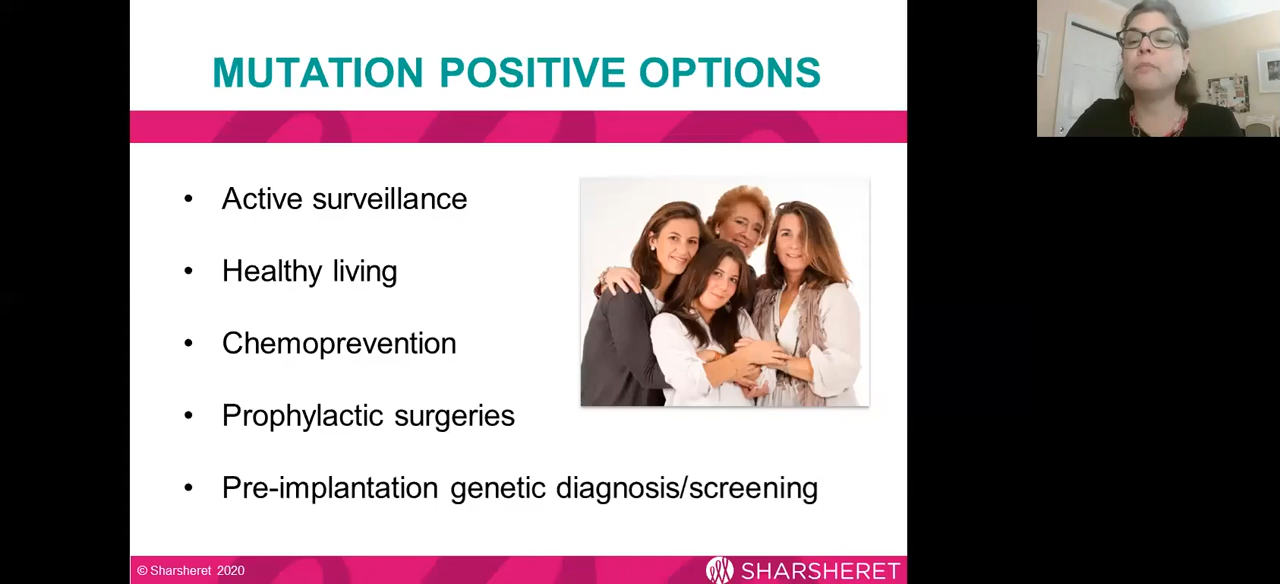 MUTATION POSITIVE OPTIONS
• Active surveillance
• Healthy living
• Chemoprevention
• Prophylactic surgeries
• Pre-implantation genetic diagnosis/screening
© Sharsheret 2020
SHARSHERET